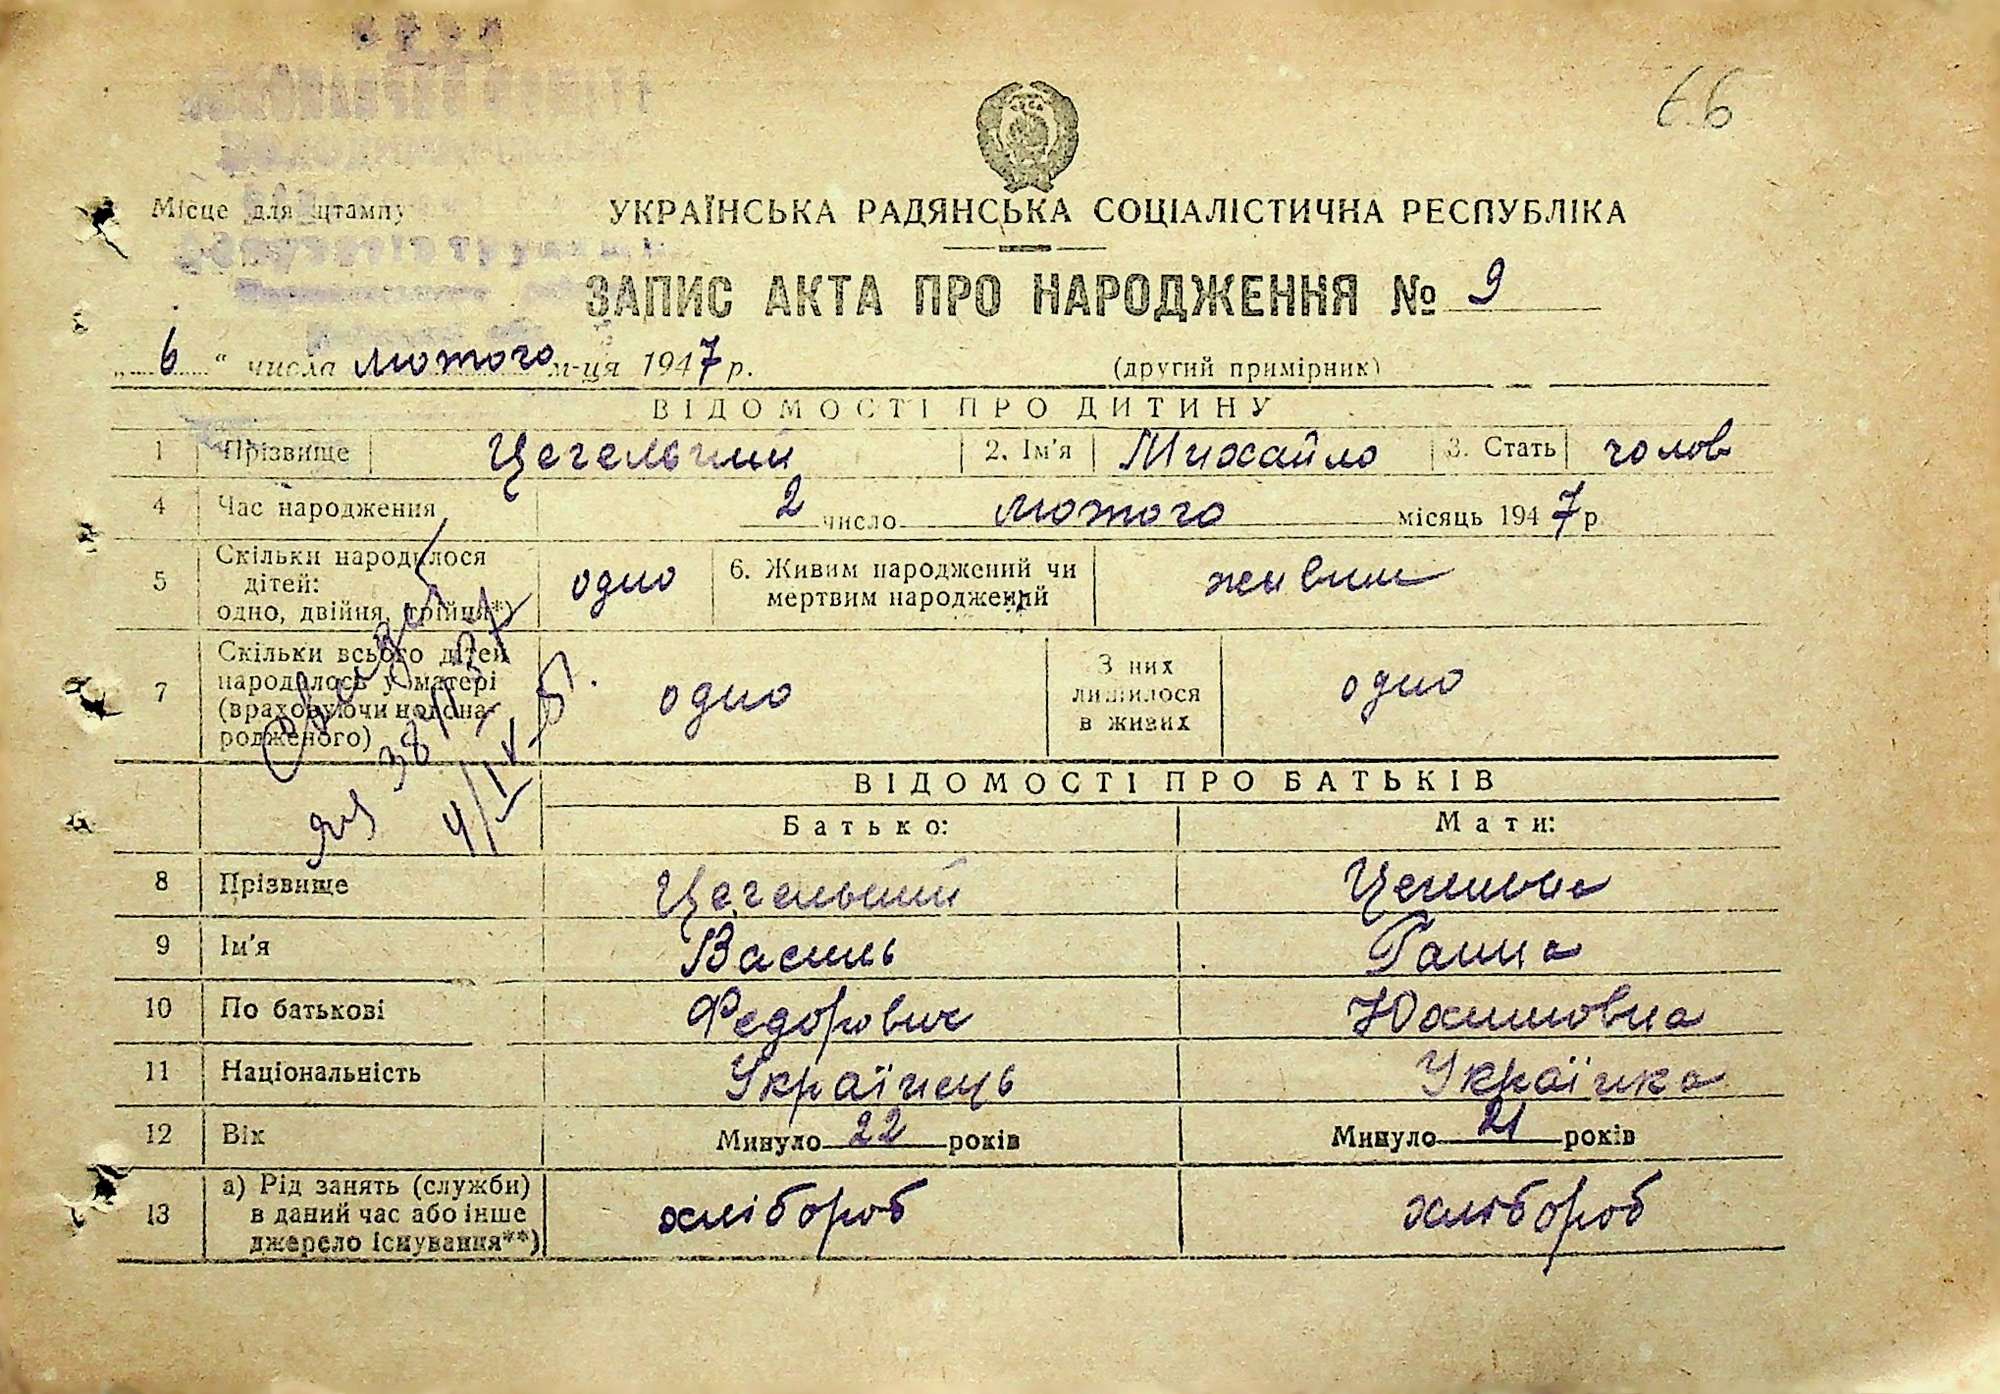 66
Місце для штампу
УКРАЇНСЬКА РАДЯНСЬКА СОЦІАЛІСТИЧНА РЕСПУБЛІКА
ЗАПИС АКТА ПРО НАРОДЖЕННЯ № 9
„ 6 “ числа лютого м-ця 1947 р. (другий примірник)
ВІДОМОСТІ ПРО ДИТИНУ
1 Прізвище Цегельний 2. Ім'я Михайло 3. Стать чолов
4 Час народження 2 число лютого місяць 1947 р
5 Скільки народилося дітей: одно, двійня, трійня*) одно 6. Живим народжений чи мертвим народжений живим
7 Скільки всього дітей народилось у матері (враховуючи новонародженого) одно З них лишилося в живих одно
ВІДОМОСТІ ПРО БАТЬКІВ
Батько: Мати:
8 Прізвище Цегельний
9 Ім'я Василь Ганна
10 По батькові Федорович Юхимовна
11 Національність Українець Українка
12 Вік Минуло 22 років Минуло 21 років
13 а) Рід занять (служби) в даний час або інше джерело існування**) хлібороб хлібороб